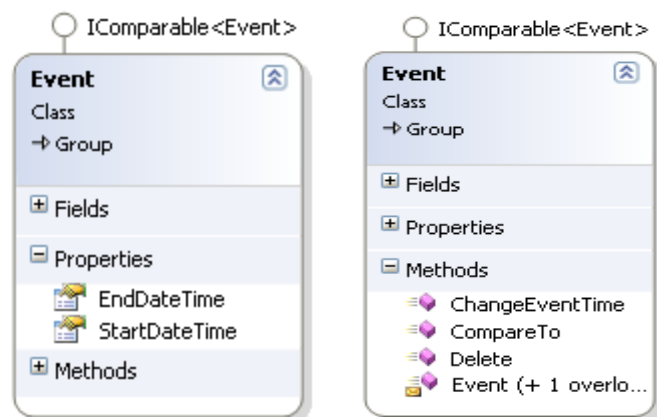 IComparable<Event>
Event
Class
Group
Fields
Properties
EndDateTime
StartDateTime
Methods
IComparable<Event>
Event
Class
Group
Fields
Properties
Methods
ChangeEventTime
CompareTo
Delete
Event (+ 1 overlo...